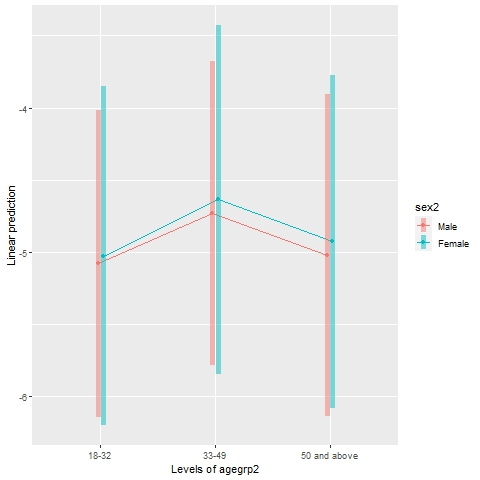 -4
-5
-6
Linear prediction
18-32
33-49
50 and above
Levels of agegrp2
sex2
Male
Female